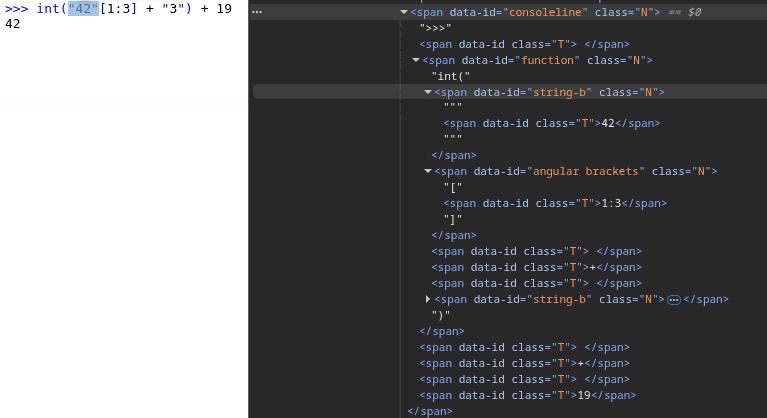 >>> int("42"[1:3] + "3") + 19
42
… <span data-id="consoleline" class="N"> == $0
">>>"
<span data-id class="T"> </span>
<span data-id="function" class="N">
"int("
<span data-id="string-b" class="N">
"""
<span data-id class="T">42</span>
"""
</span>
<span data-id="angular brackets" class="N">
"["
<span data-id class="T">1:3</span>
"]"
</span>
<span data-id class="T"> </span>
<span data-id class="T">+</span>
<span data-id class="T"> </span>
<span data-id="string-b" class="N">…</span>
")"
</span>
<span data-id class="T"> </span>
<span data-id class="T">+</span>
<span data-id class="T"> </span>
<span data-id class="T">19</span>
</span>